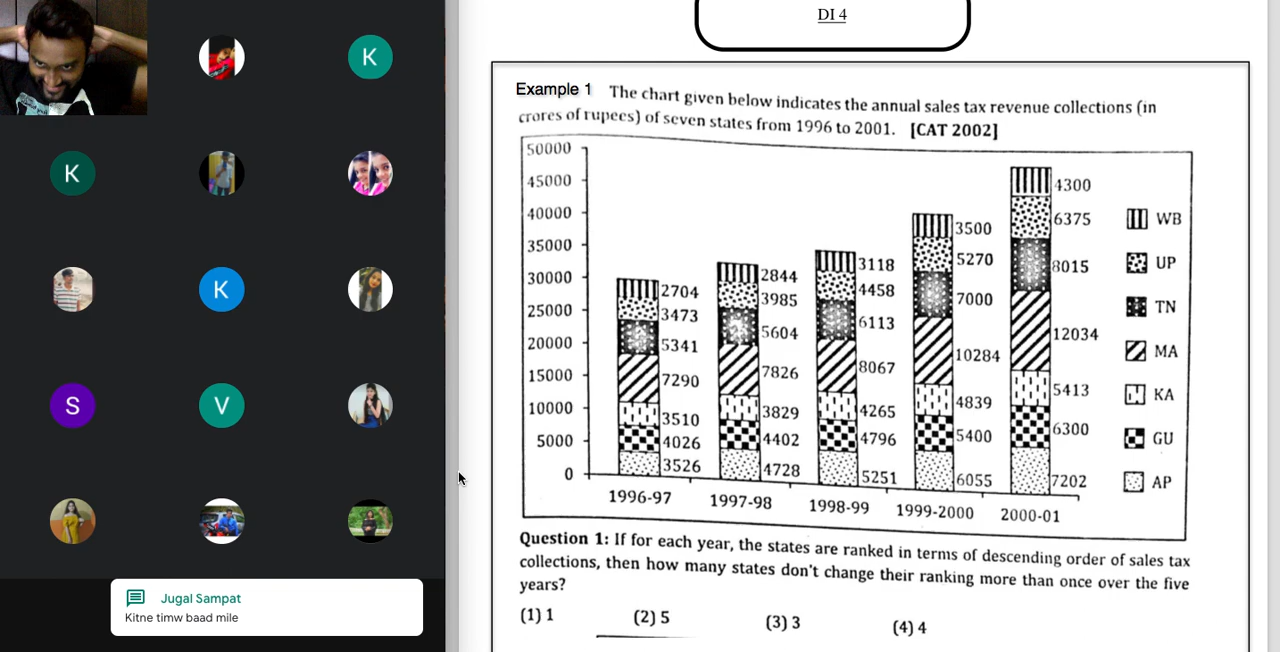 K
K
K
S
V
Jugal Sampat
Kitne timw baad mile
DI 4
Example 1 The chart given below indicates the annual sales tax revenue collections (in
crores of rupees) of seven states from 1996 to 2001. [CAT 2002]
50000
45000
40000
35000
30000
25000
20000
15000
10000
5000
0
2704
3473
5341
7290
3510
4026
3526
2844
3985
5604
7826
3829
4402
4728
3118
4458
6113
8067
4265
4796
5251
3500
5270
7000
10284
4839
5400
6055
4300
6375
8015
12034
5413
6300
7202
WB
UP
TN
MA
KA
GU
AP
1996-97
1997-98
1998-99
1999-2000
2000-01
Question 1: If for each year, the states are ranked in terms of descending order of sales tax
collections, then how many states don't change their ranking more than once over the five
years?
(1) 1 (2) 5 (3) 3 (4) 4